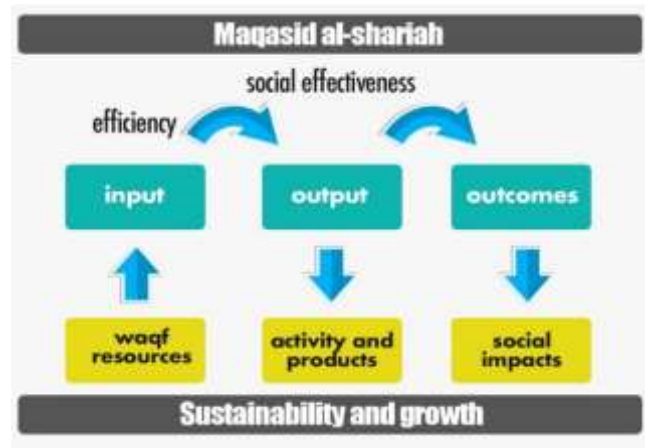 Maqasid al-shariah
social effectiveness
efficiency
input
output
outcomes
waqf
resources
activity and
products
social
impacts
Sustainability and growth